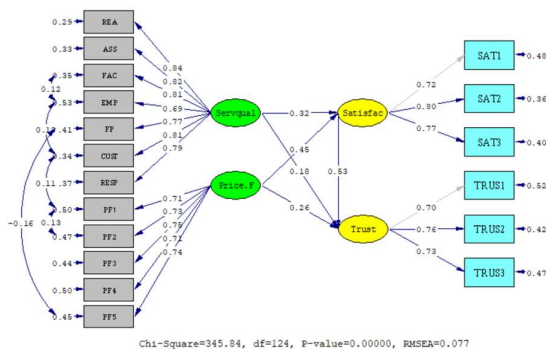 0.29 REA
0.33 ASS
0.35 FAC
0.12
0.53 EMP
0.41 FP
0.34 CUST
0.11 0.37 RESP
0.50 PF1
-0.16 0.13
0.47 PF2
0.44 PF3
0.50 PF4
0.45 PF5
0.84
0.82
0.81
0.69
0.77
0.81
0.79
0.71
0.73
0.75
0.71
0.74
Servqual
Price.F
0.32
0.45
0.18
0.26
0.53
Satisfac
Trust
0.72
0.80
0.77
0.70
0.76
0.73
SAT1 0.48
SAT2 0.36
SAT3 0.40
TRUS1 0.52
TRUS2 0.42
TRUS3 0.47
Chi-Square=345.84, df=124, P-value=0.00000, RMSEA=0.077